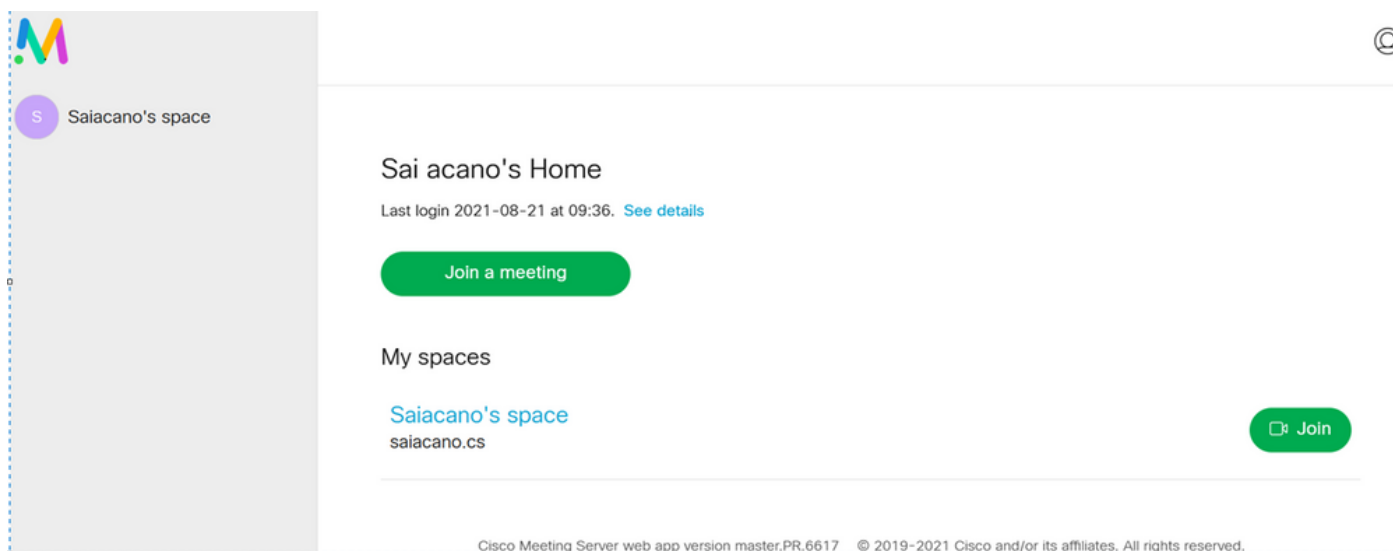 S
Saiacano's space
Sai acano's Home
Last login 2021-08-21 at 09:36. See details
Join a meeting
My spaces
Saiacano's space
saiacano.cs
Join
Cisco Meeting Server web app version master.PR.6617 © 2019-2021 Cisco and/or its affiliates. All rights reserved.